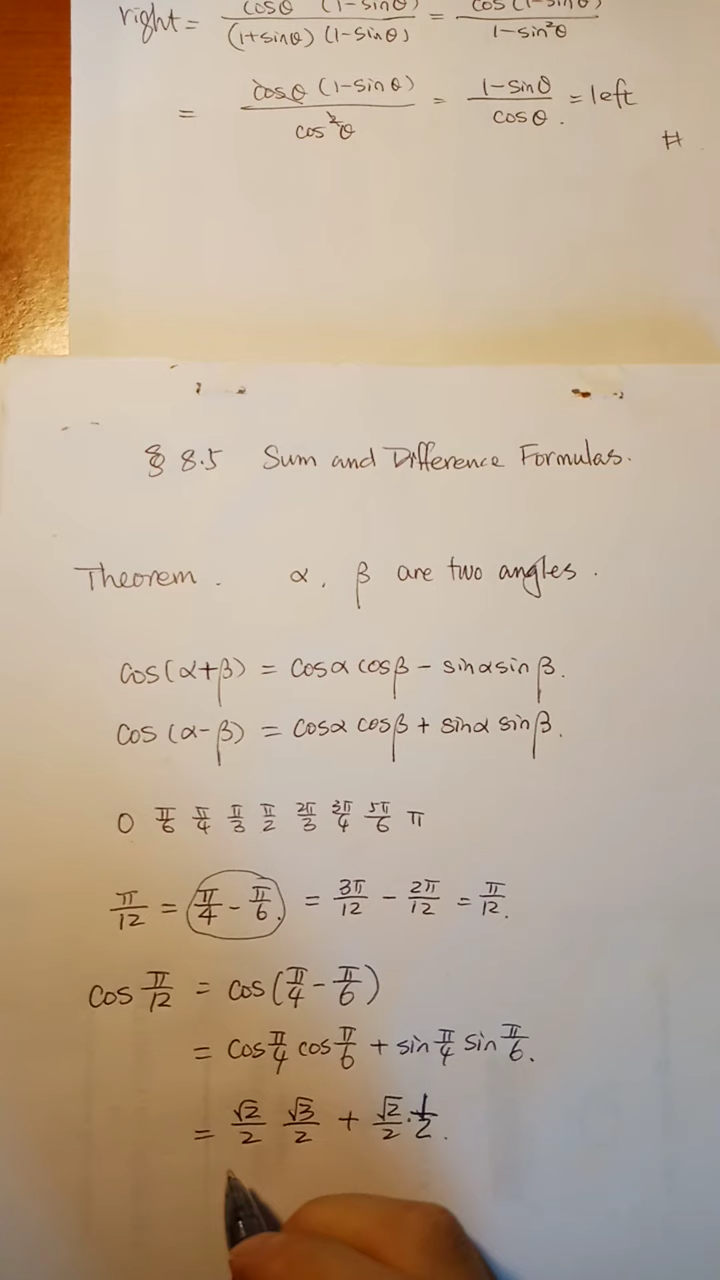 right = cosθ (1-sinθ) / (1+sinθ)(1-sinθ) = cos(1-sinθ) / 1-sin²θ
= cosθ(1-sinθ) / cos²θ = 1-sinθ / cosθ. = left
#
§ 8.5 Sum and Difference Formulas.
Theorem. α, β are two angles.
cos(α+β) = cosα cosβ - sinα sinβ.
cos(α-β) = cosα cosβ + sinα sinβ.
0 π/6 π/4 π/3 π/2 2π/3 3π/4 5π/6 π
π/12 = (π/4 - π/6.) = 3π/12 - 2π/12 = π/12.
cos π/12 = cos(π/4 - π/6)
= cos π/4 cos π/6 + sin π/4 sin π/6.
= √2/2 √3/2 + √2/2 · 1/2.